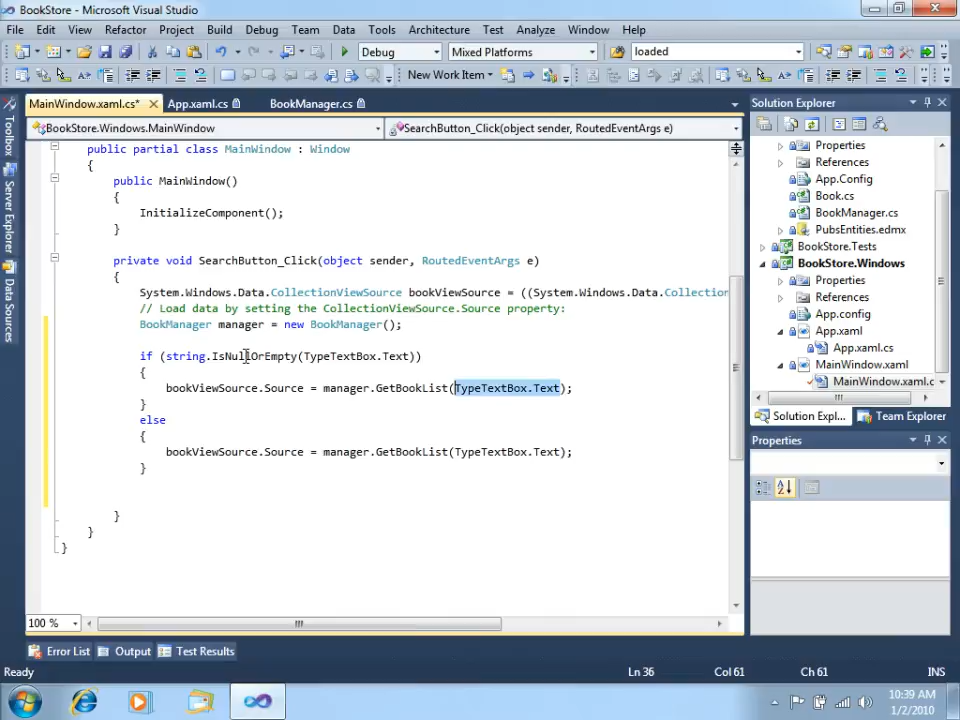 BookStore - Microsoft Visual Studio
File Edit View Refactor Project Build Debug Team Data Tools Architecture Test Analyze Window Help
Debug Mixed Platforms loaded
New Work Item
MainWindow.xaml.cs* App.xaml.cs BookManager.cs
BookStore.Windows.MainWindow SearchButton_Click(object sender, RoutedEventArgs e)
Toolbox
Server Explorer
Data Sources
public partial class MainWindow : Window
{
public MainWindow()
{
InitializeComponent();
}
private void SearchButton_Click(object sender, RoutedEventArgs e)
{
System.Windows.Data.CollectionViewSource bookViewSource = ((System.Windows.Data.Collection
// Load data by setting the CollectionViewSource.Source property:
BookManager manager = new BookManager();
if (string.IsNullOrEmpty(TypeTextBox.Text))
{
bookViewSource.Source = manager.GetBookList(TypeTextBox.Text);
}
else
{
bookViewSource.Source = manager.GetBookList(TypeTextBox.Text);
}
}
}
}
100 %
Solution Explorer
Properties
References
App.Config
Book.cs
BookManager.cs
PubsEntities.edmx
BookStore.Tests
BookStore.Windows
Properties
References
App.config
App.xaml
App.xaml.cs
MainWindow.xaml
MainWindow.xaml.c
Solution Expl... Team Explorer
Properties
Error List Output Test Results
Ready Ln 36 Col 61 Ch 61 INS
10:39 AM
1/2/2010